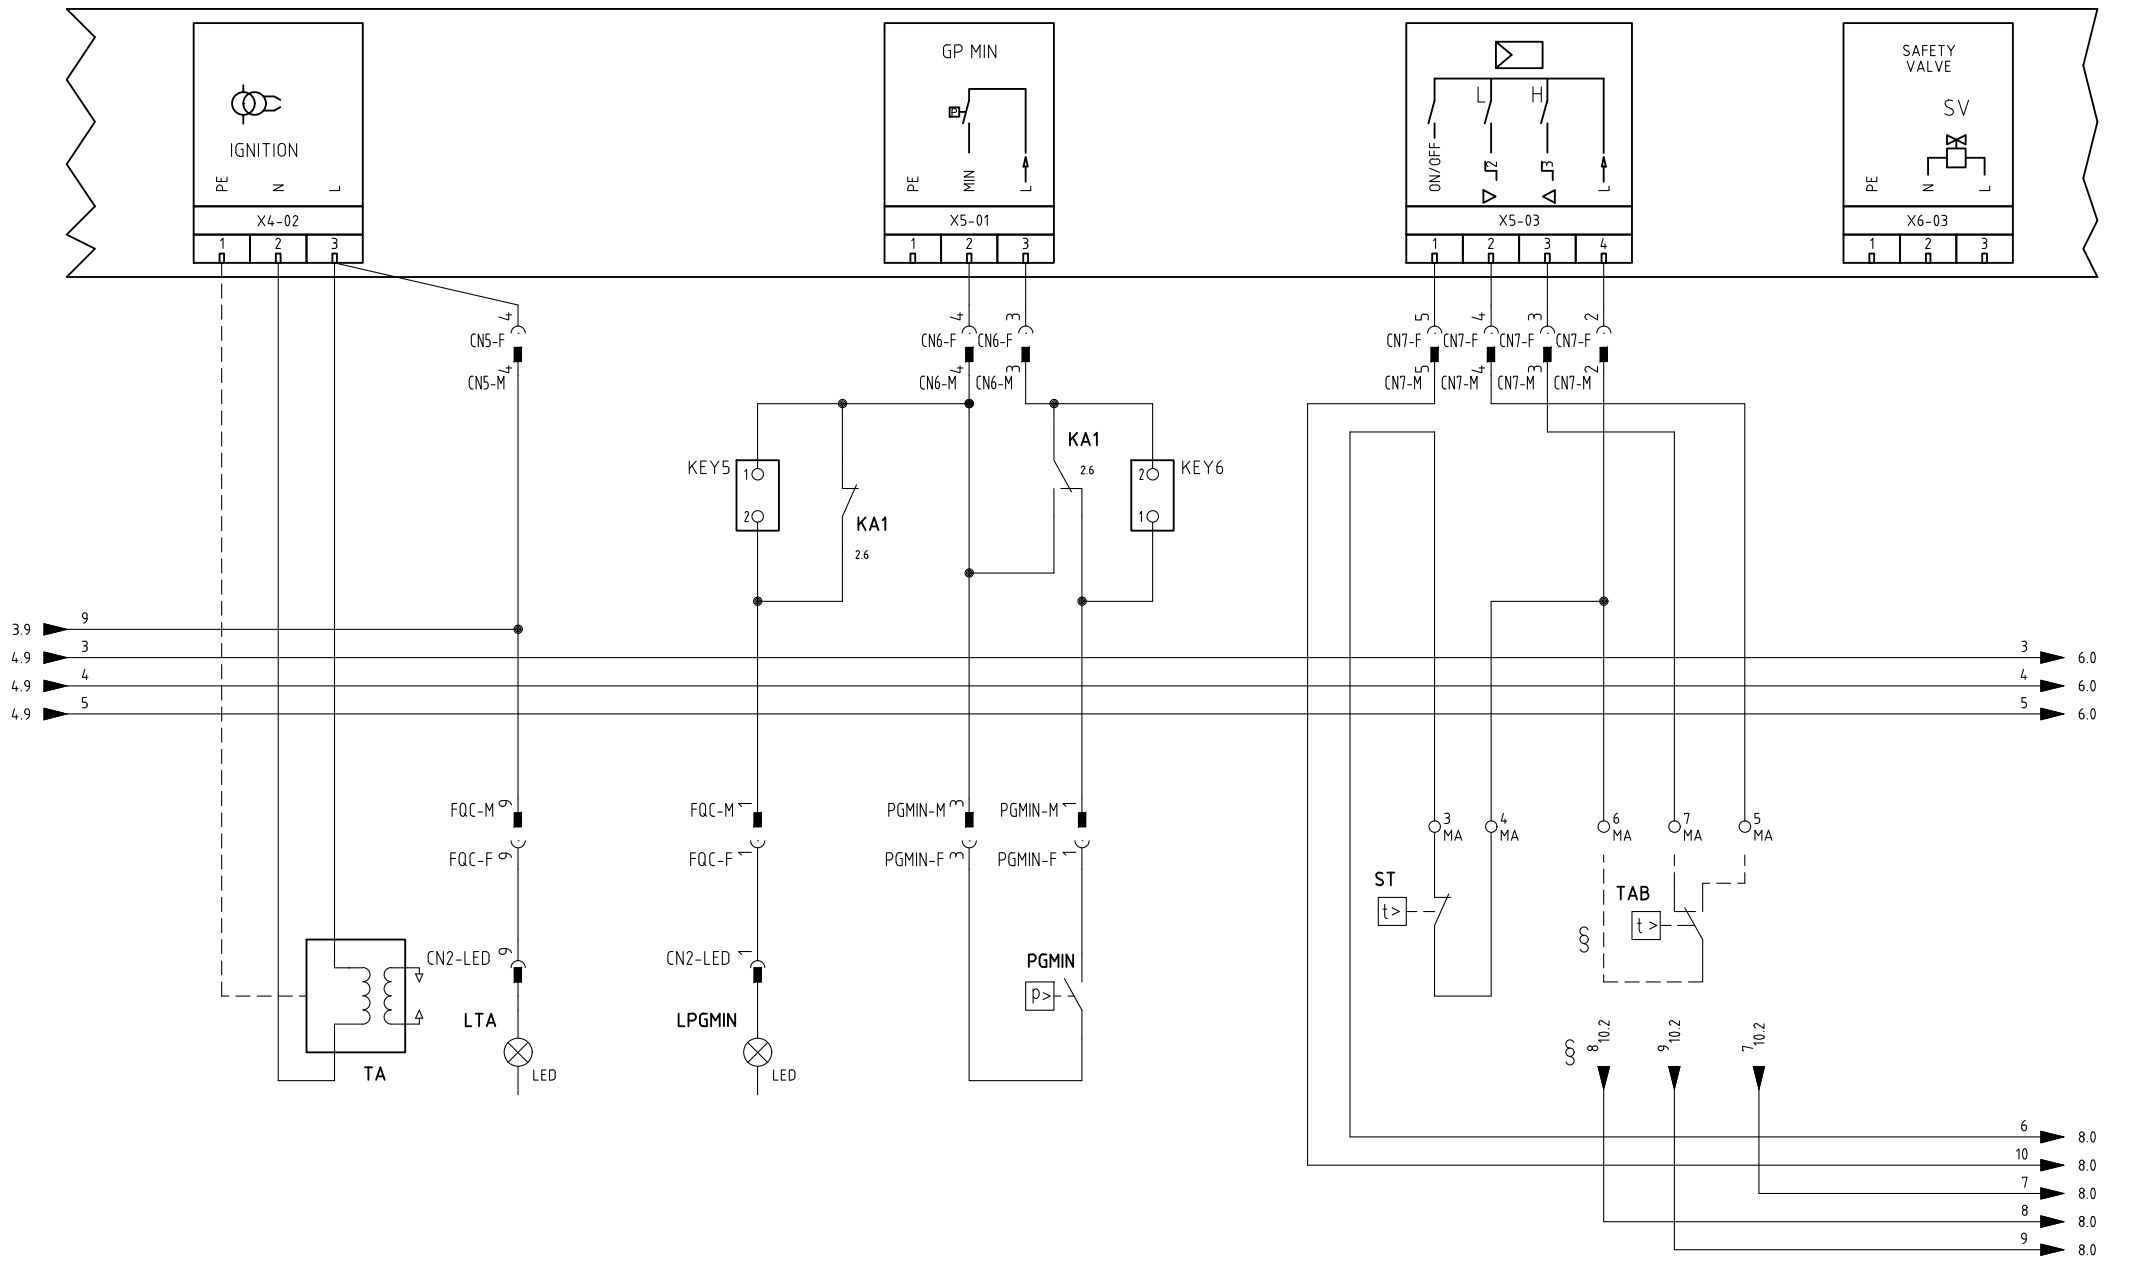 GP MIN
SAFETY
VALVE
L
H
SV
IGNITION
PE
N
L
PE
MIN
L
ON/OFF
2
3
L
PE
N
L
P
X4-02
X5-01
X5-03
X6-03
1 2 3
1 2 3
1 2 3 4
1 2 3
4
CN5-F
4
CN5-M
4 3
CN6-F CN6-F
4 3
CN6-M CN6-M
5 4 3 2
CN7-F CN7-F CN7-F CN7-F
5 4 3 2
CN7-M CN7-M CN7-M CN7-M
KA1
2.6
KEY5
1
2
KA1
2.6
KEY6
2
1
3.9 9
4.9 3 3 6.0
4.9 4 4 6.0
4.9 5 5 6.0
FQC-M 9
FQC-F 9
FQC-M 1
FQC-F 1
PGMIN-M 3
PGMIN-F 3
PGMIN-M 1
PGMIN-F 1
3 MA
4 MA
6 MA
7 MA
5 MA
ST
t>
TAB
t>
§
CN2-LED 9
CN2-LED 1
PGMIN
p>
LTA
LPGMIN
LED
LED
TA
§
8 10.2
9 10.2
7 10.2
6 8.0
10 8.0
7 8.0
8 8.0
9 8.0